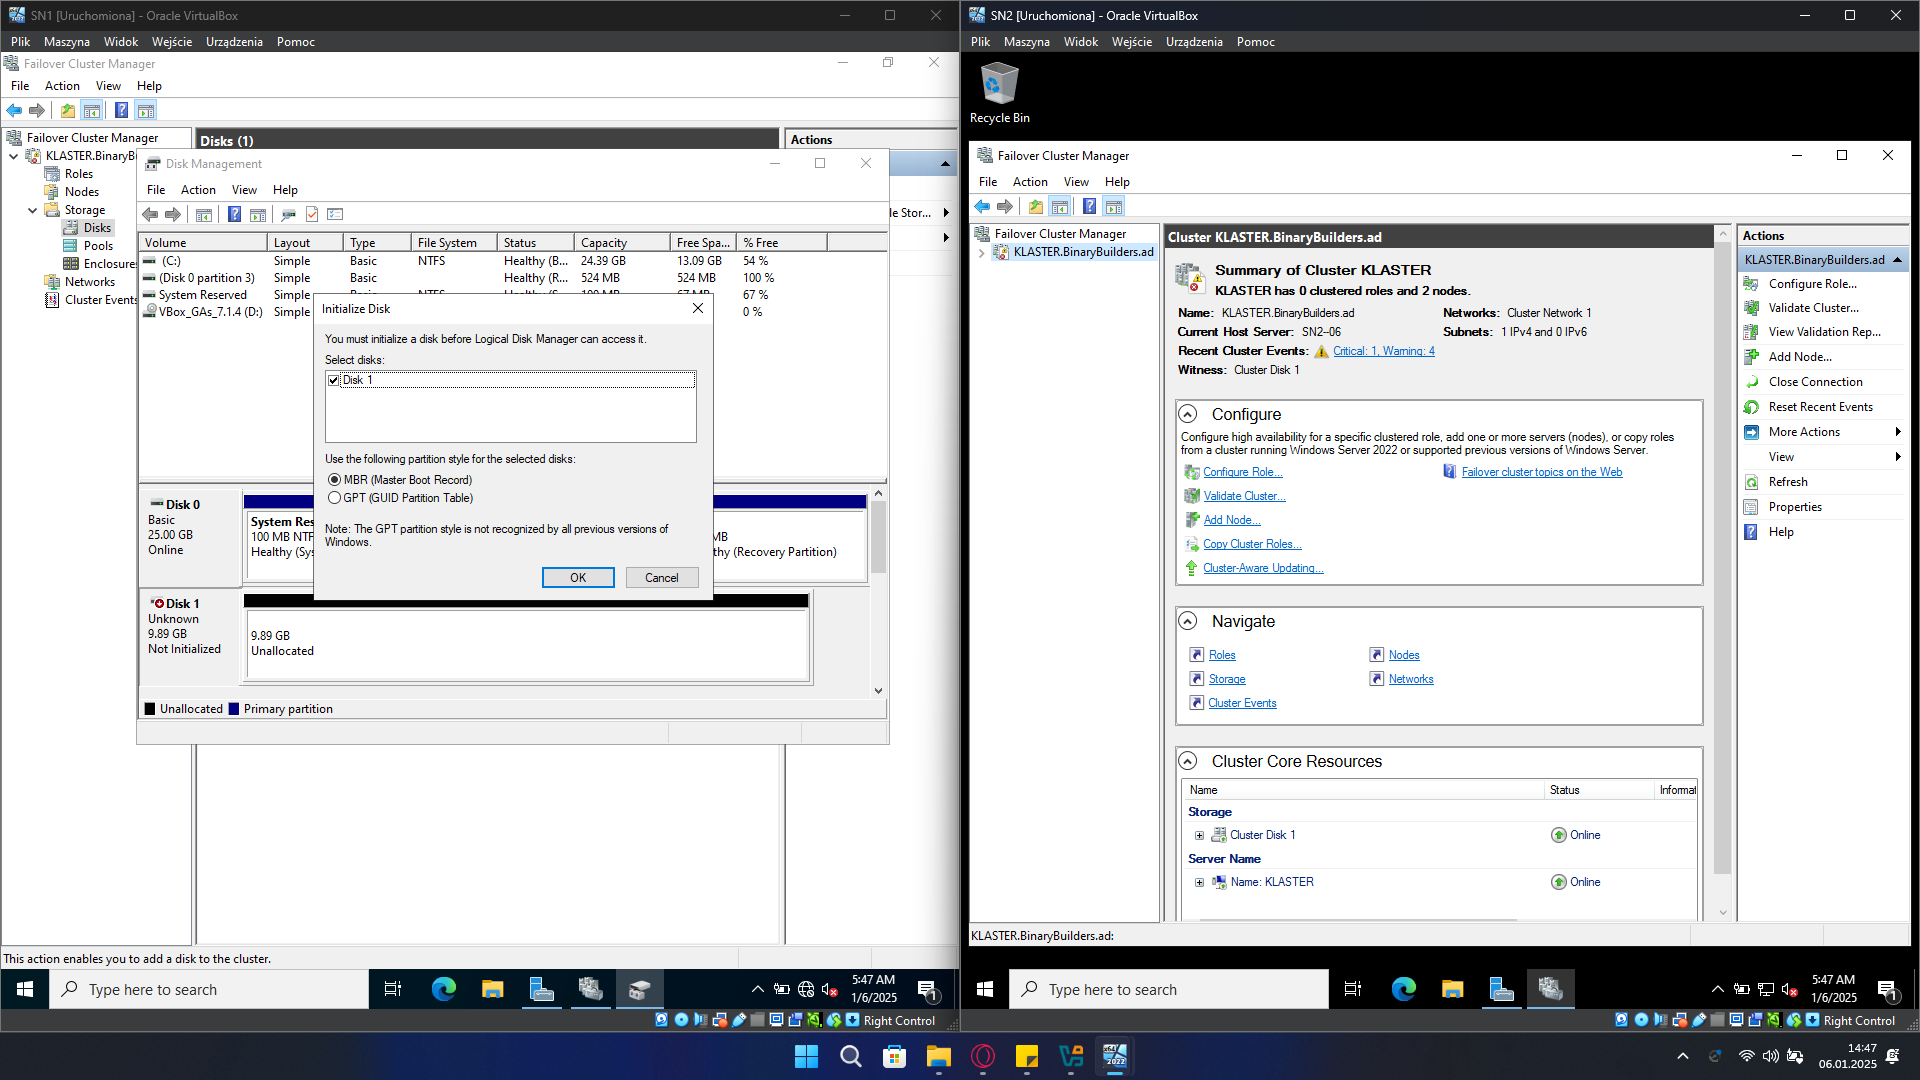 SN1 [Uruchomiona] - Oracle VirtualBox
Plik Maszyna Widok Wejście Urządzenia Pomoc
Failover Cluster Manager
File Action View Help
Failover Cluster Manager
KLASTER.BinaryB
Roles
Nodes
Storage
Disks
Pools
Enclosure
Networks
Cluster Events
Disks (1)
Actions
le Stor...
Disk Management
File Action View Help
Volume Layout Type File System Status Capacity Free Spa... % Free
(C:) Simple Basic NTFS Healthy (B... 24.39 GB 13.09 GB 54 %
(Disk 0 partition 3) Simple Basic Healthy (R... 524 MB 524 MB 100 %
System Reserved Simple Basic NTFS Healthy (S... 100 MB 67 MB 67 %
VBox_GAs_7.1.4 (D:) Simple 0 %
Initialize Disk
You must initialize a disk before Logical Disk Manager can access it.
Select disks:
Disk 1
Use the following partition style for the selected disks:
MBR (Master Boot Record)
GPT (GUID Partition Table)
Note: The GPT partition style is not recognized by all previous versions of
Windows.
OK Cancel
Disk 0
Basic
25.00 GB
Online
System Res
100 MB NTF
Healthy (Sys
MB
thy (Recovery Partition)
Disk 1
Unknown
9.89 GB
Not Initialized
9.89 GB
Unallocated
Unallocated Primary partition
This action enables you to add a disk to the cluster.
Type here to search
5:47 AM
1/6/2025
1
Right Control
SN2 [Uruchomiona] - Oracle VirtualBox
Plik Maszyna Widok Wejście Urządzenia Pomoc
Recycle Bin
Failover Cluster Manager
File Action View Help
Failover Cluster Manager
KLASTER.BinaryBuilders.ad
Cluster KLASTER.BinaryBuilders.ad
Summary of Cluster KLASTER
KLASTER has 0 clustered roles and 2 nodes.
Name: KLASTER.BinaryBuilders.ad Networks: Cluster Network 1
Current Host Server: SN2--06 Subnets: 1 IPv4 and 0 IPv6
Recent Cluster Events: Critical: 1, Warning: 4
Witness: Cluster Disk 1
Configure
Configure high availability for a specific clustered role, add one or more servers (nodes), or copy roles
from a cluster running Windows Server 2022 or supported previous versions of Windows Server.
Configure Role... Failover cluster topics on the Web
Validate Cluster...
Add Node...
Copy Cluster Roles...
Cluster-Aware Updating...
Navigate
Roles Nodes
Storage Networks
Cluster Events
Cluster Core Resources
Name Status Informat
Storage
Cluster Disk 1 Online
Server Name
Name: KLASTER Online
Actions
KLASTER.BinaryBuilders.ad
Configure Role...
Validate Cluster...
View Validation Rep...
Add Node...
Close Connection
Reset Recent Events
More Actions
View
Refresh
Properties
Help
KLASTER.BinaryBuilders.ad:
Type here to search
5:47 AM
1/6/2025
1
Right Control
x64
2022
14:47
06.01.2025